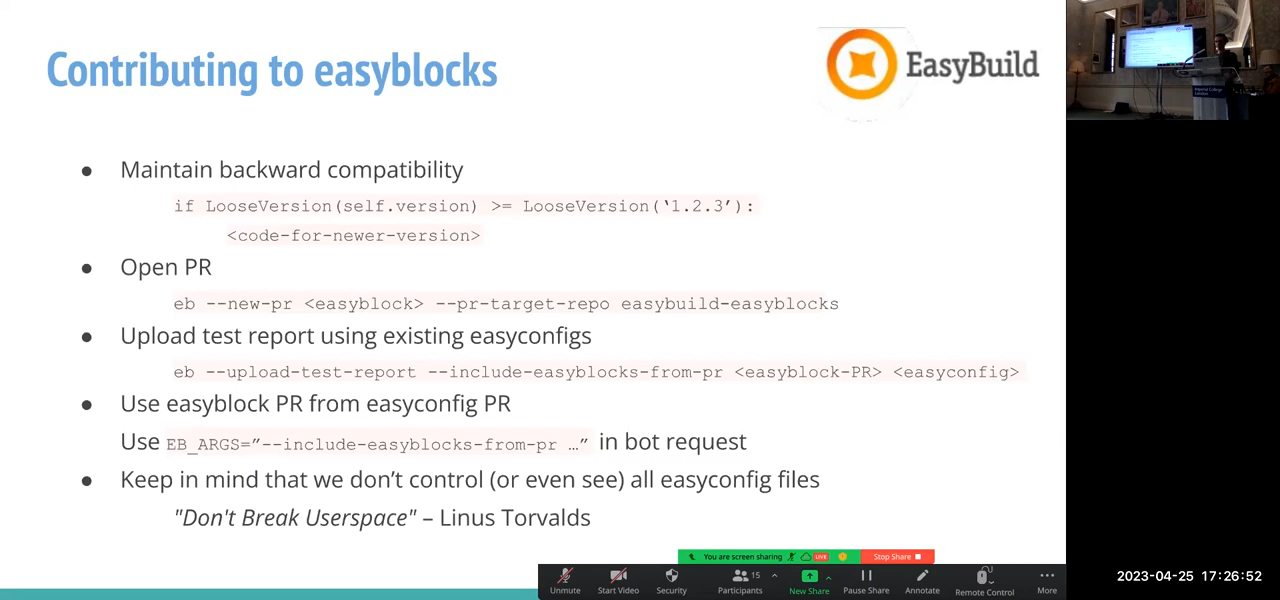 Contributing to easyblocks
EasyBuild
● Maintain backward compatibility
if LooseVersion(self.version) >= LooseVersion(‘1.2.3’):
<code-for-newer-version>
● Open PR
eb --new-pr <easyblock> --pr-target-repo easybuild-easyblocks
● Upload test report using existing easyconfigs
eb --upload-test-report --include-easyblocks-from-pr <easyblock-PR> <easyconfig>
● Use easyblock PR from easyconfig PR
Use EB_ARGS=”--include-easyblocks-from-pr …” in bot request
● Keep in mind that we don’t control (or even see) all easyconfig files
"Don't Break Userspace" – Linus Torvalds
You are screen sharing LIVE Stop Share
Unmute Start Video Security Participants 15 New Share Pause Share Annotate Remote Control More
Imperial College London
2023-04-25 17:26:52